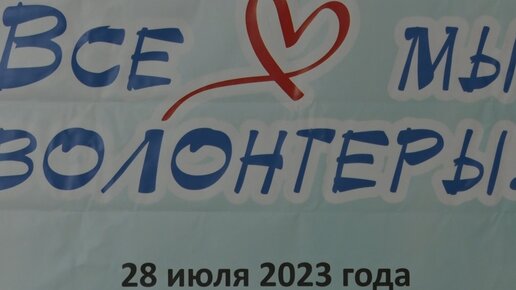 Все мы
волонтеры!
28 июля 2023 года